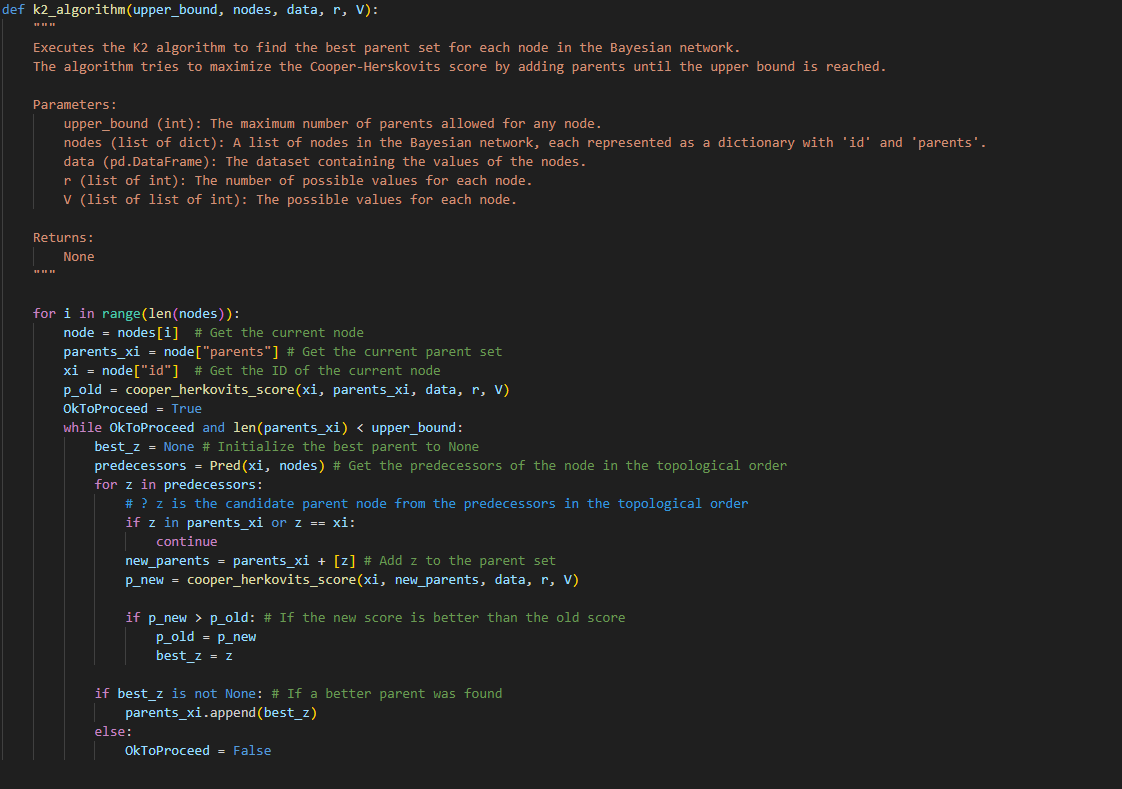 def k2_algorithm(upper_bound, nodes, data, r, V):
    """
    Executes the K2 algorithm to find the best parent set for each node in the Bayesian network.
    The algorithm tries to maximize the Cooper-Herskovits score by adding parents until the upper bound is reached.

    Parameters:
        upper_bound (int): The maximum number of parents allowed for any node.
        nodes (list of dict): A list of nodes in the Bayesian network, each represented as a dictionary with 'id' and 'parents'.
        data (pd.DataFrame): The dataset containing the values of the nodes.
        r (list of int): The number of possible values for each node.
        V (list of list of int): The possible values for each node.

    Returns:
        None
    """

    for i in range(len(nodes)):
        node = nodes[i]  # Get the current node
        parents_xi = node["parents"] # Get the current parent set
        xi = node["id"]  # Get the ID of the current node
        p_old = cooper_herkovits_score(xi, parents_xi, data, r, V)
        OkToProceed = True
        while OkToProceed and len(parents_xi) < upper_bound:
            best_z = None # Initialize the best parent to None
            predecessors = Pred(xi, nodes) # Get the predecessors of the node in the topological order
            for z in predecessors:
                # ? z is the candidate parent node from the predecessors in the topological order
                if z in parents_xi or z == xi:
                    continue
                new_parents = parents_xi + [z] # Add z to the parent set
                p_new = cooper_herkovits_score(xi, new_parents, data, r, V)

                if p_new > p_old: # If the new score is better than the old score
                    p_old = p_new
                    best_z = z

            if best_z is not None: # If a better parent was found
                parents_xi.append(best_z)
            else:
                OkToProceed = False